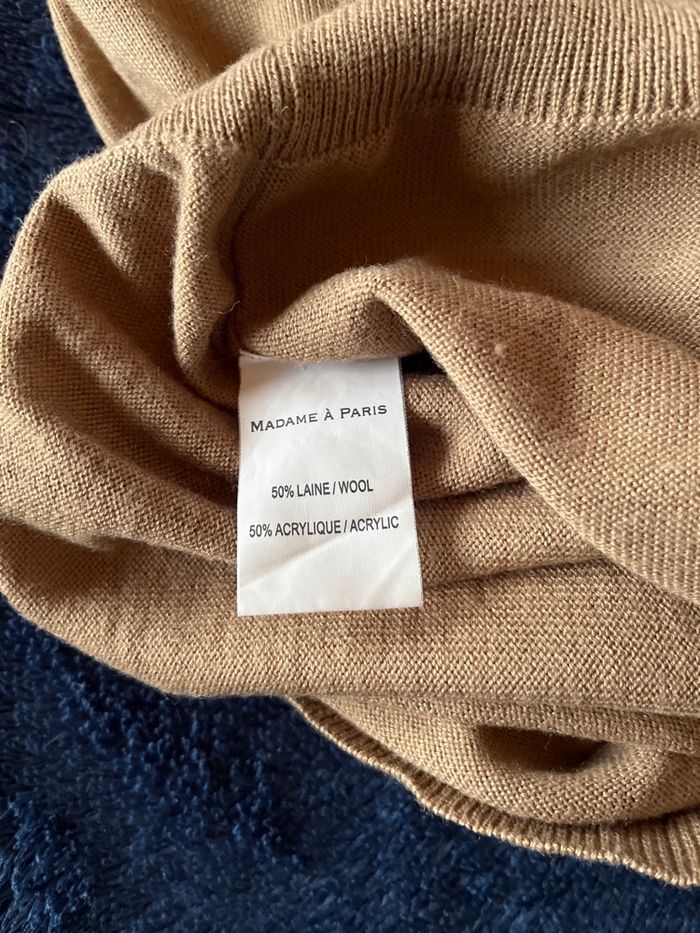 MADAME À PARIS
50% LAINE / WOOL
50% ACRYLIQUE / ACRYLIC